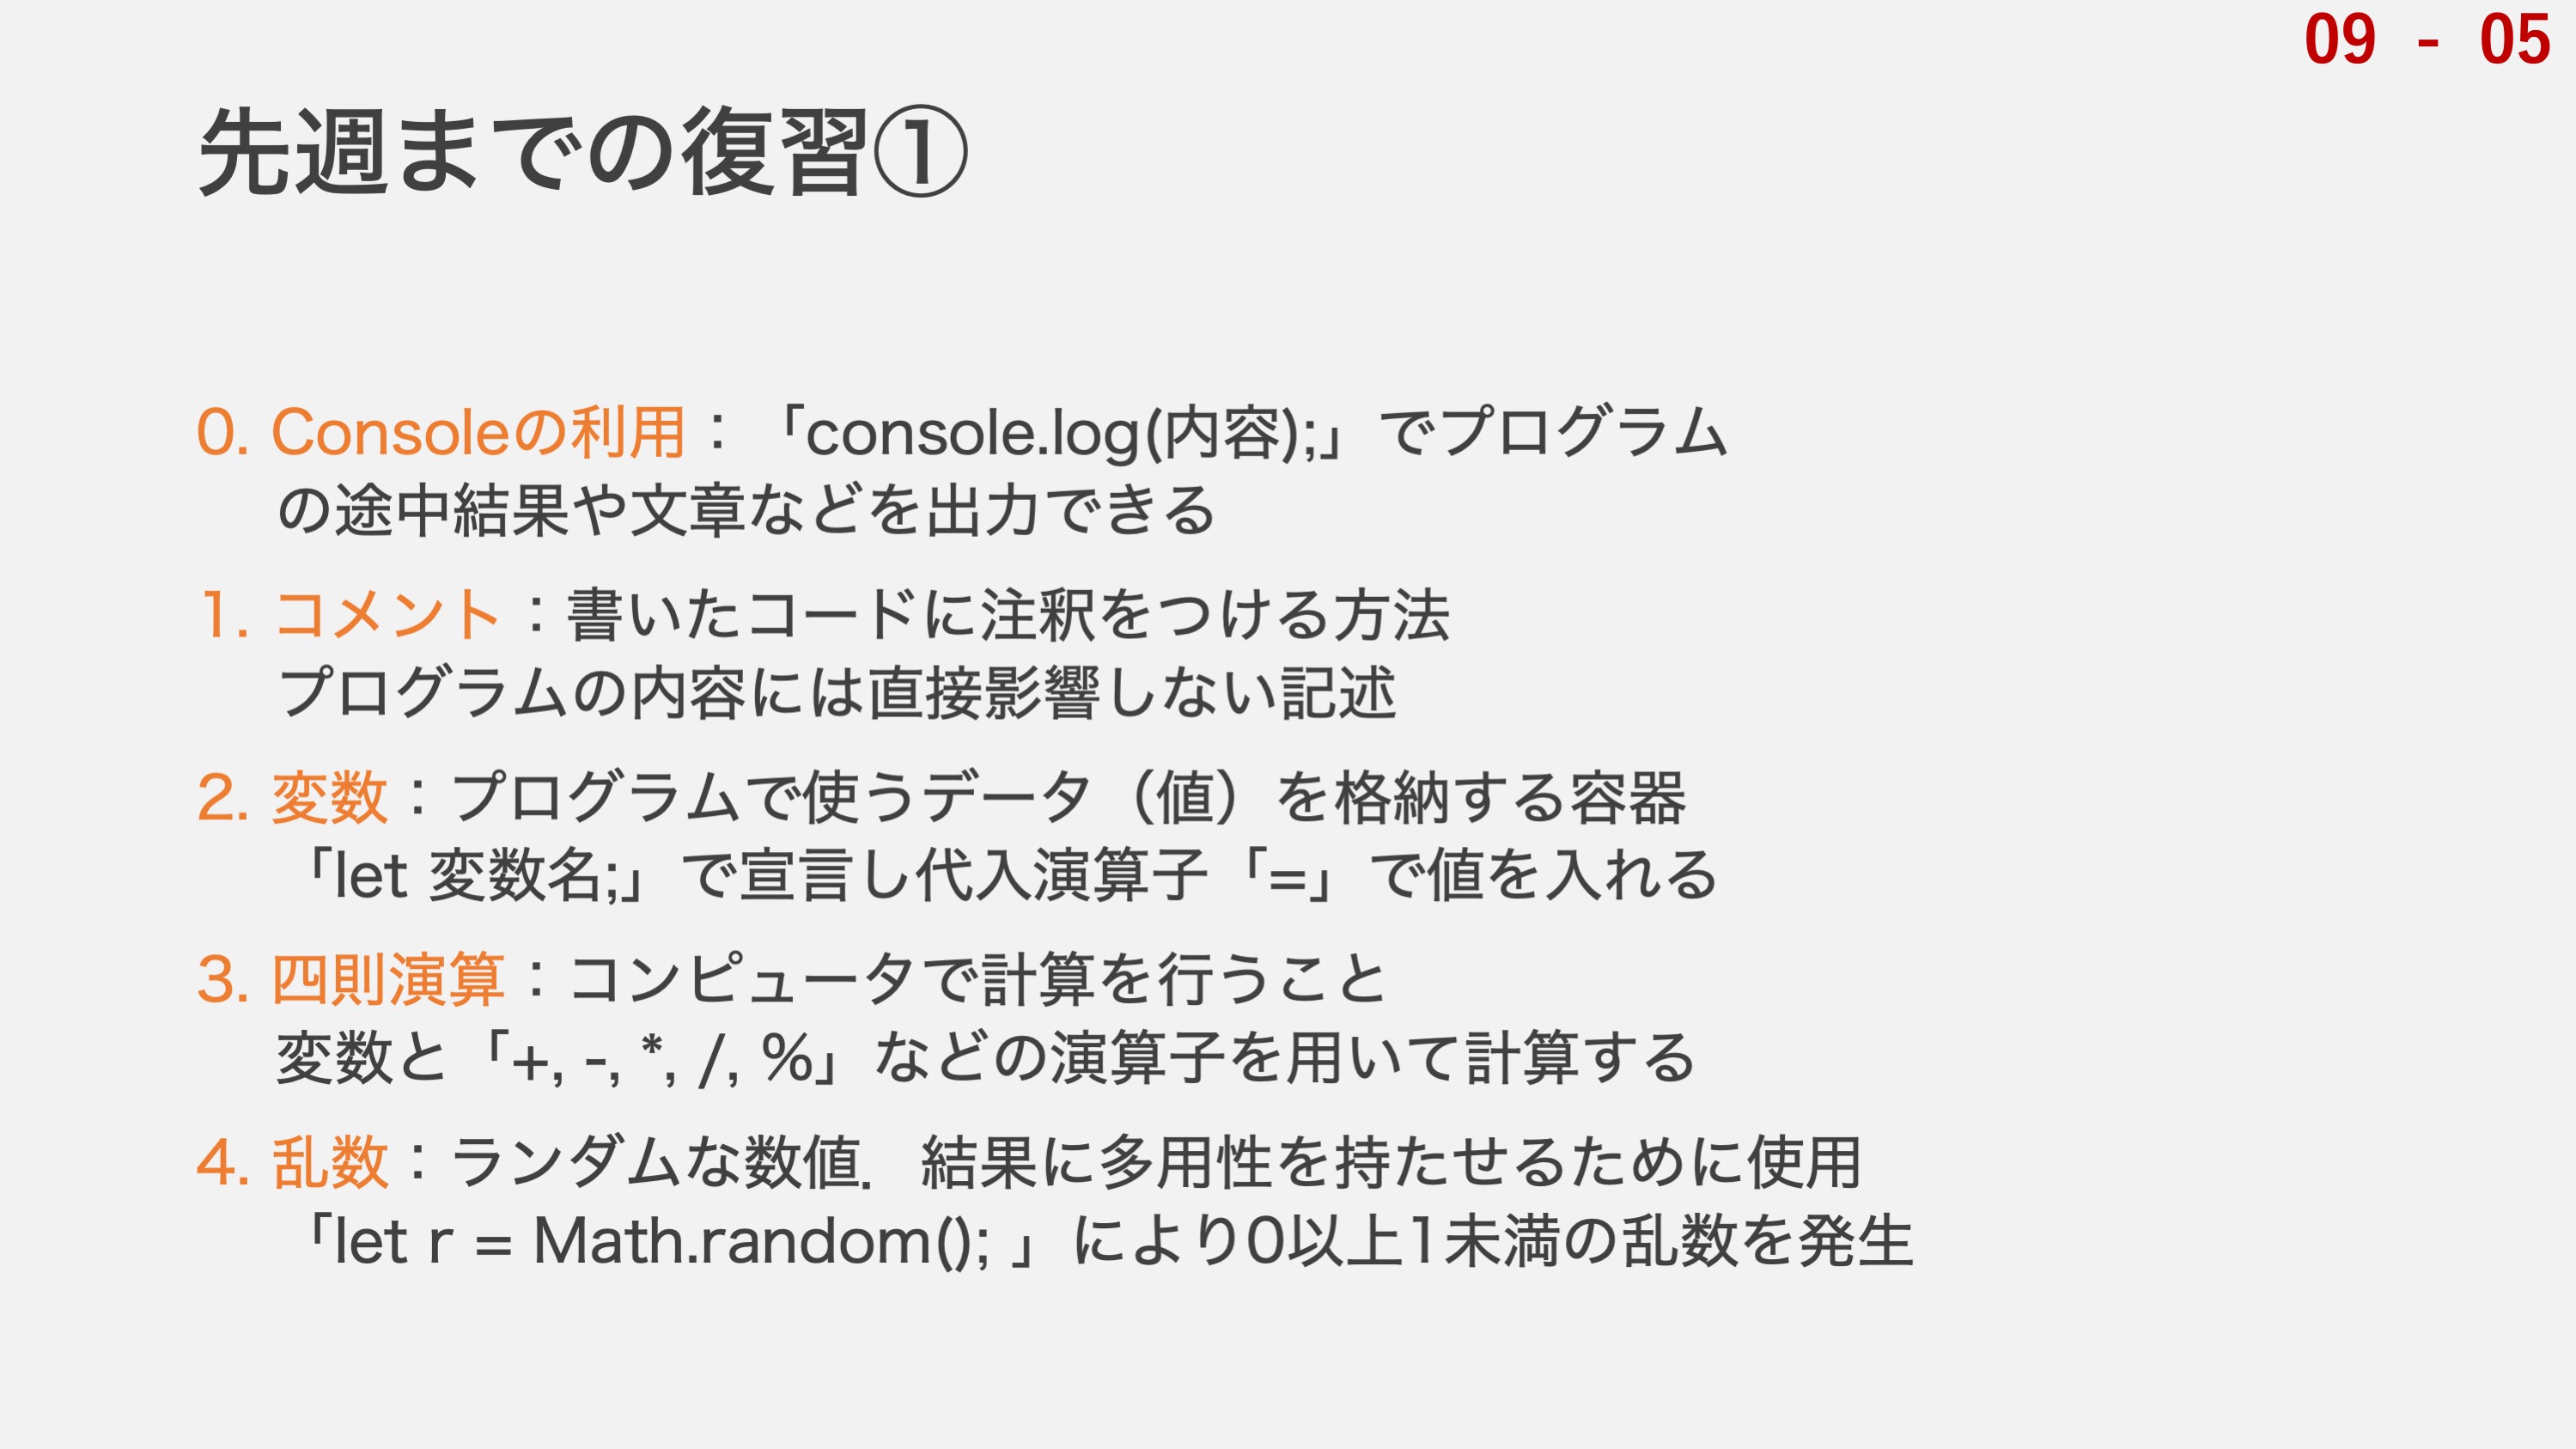 09 - 05
先週までの復習①
0. Consoleの利用：「console.log(内容);」でプログラム
の途中結果や文章などを出力できる
1. コメント：書いたコードに注釈をつける方法
プログラムの内容には直接影響しない記述
2. 変数：プログラムで使うデータ（値）を格納する容器
「let 変数名;」で宣言し代入演算子「=」で値を入れる
3. 四則演算：コンピュータで計算を行うこと
変数と「+, -, *, /, %」などの演算子を用いて計算する
4. 乱数：ランダムな数値．結果に多用性を持たせるために使用
「let r = Math.random(); 」により0以上1未満の乱数を発生